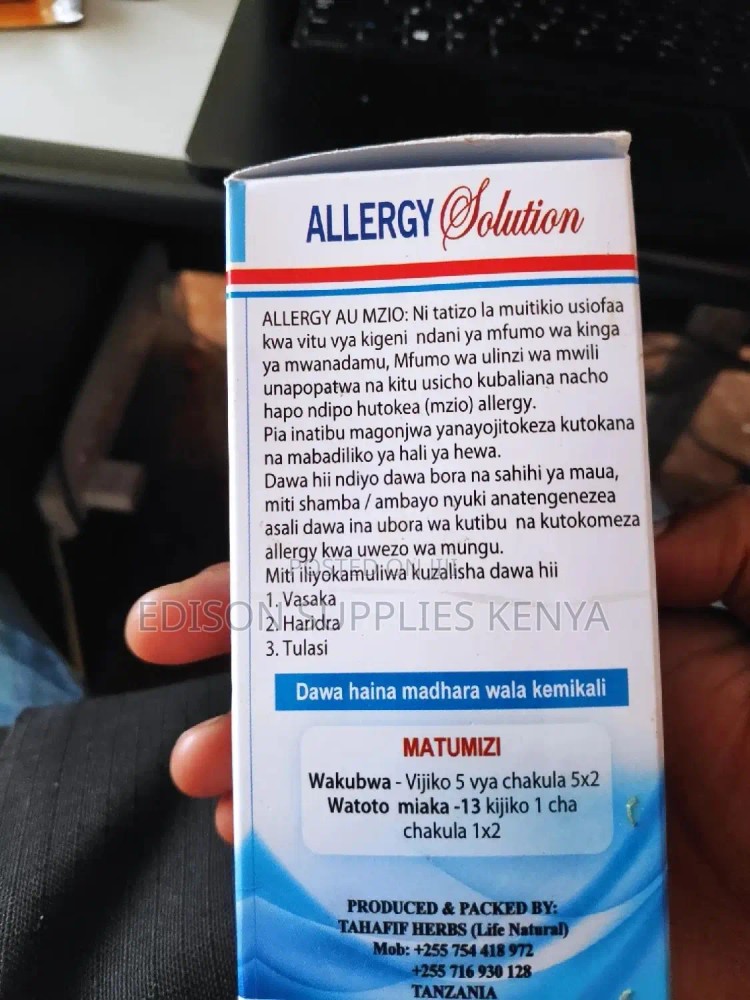 ALLERGY Solution
ALLERGY AU MZIO: Ni tatizo la muitikio usiofaa
kwa vitu vya kigeni ndani ya mfumo wa kinga
ya mwanadamu, Mfumo wa ulinzi wa mwili
unapopatwa na kitu usicho kubaliana nacho
hapo ndipo hutokea (mzio) allergy.
Pia inatibu magonjwa yanayojitokeza kutokana
na mabadiliko ya hali ya hewa.
Dawa hii ndiyo dawa bora na sahihi ya maua,
miti shamba / ambayo nyuki anatengenezea
asali dawa ina ubora wa kutibu na kutokomeza
allergy kwa uwezo wa mungu.
POSTED ON JIJI
Miti iliyokamuliwa kuzalisha dawa hii
1. Vasaka
EDISON SUPPLIES KENYA
2. Haridra
3. Tulasi
Dawa haina madhara wala kemikali
MATUMIZI
Wakubwa - Vijiko 5 vya chakula 5x2
Watoto miaka -13 kijiko 1 cha
chakula 1x2
PRODUCED & PACKED BY:
TAHAFIF HERBS (Life Natural)
Mob: +255 754 418 972
+255 716 930 128
TANZANIA